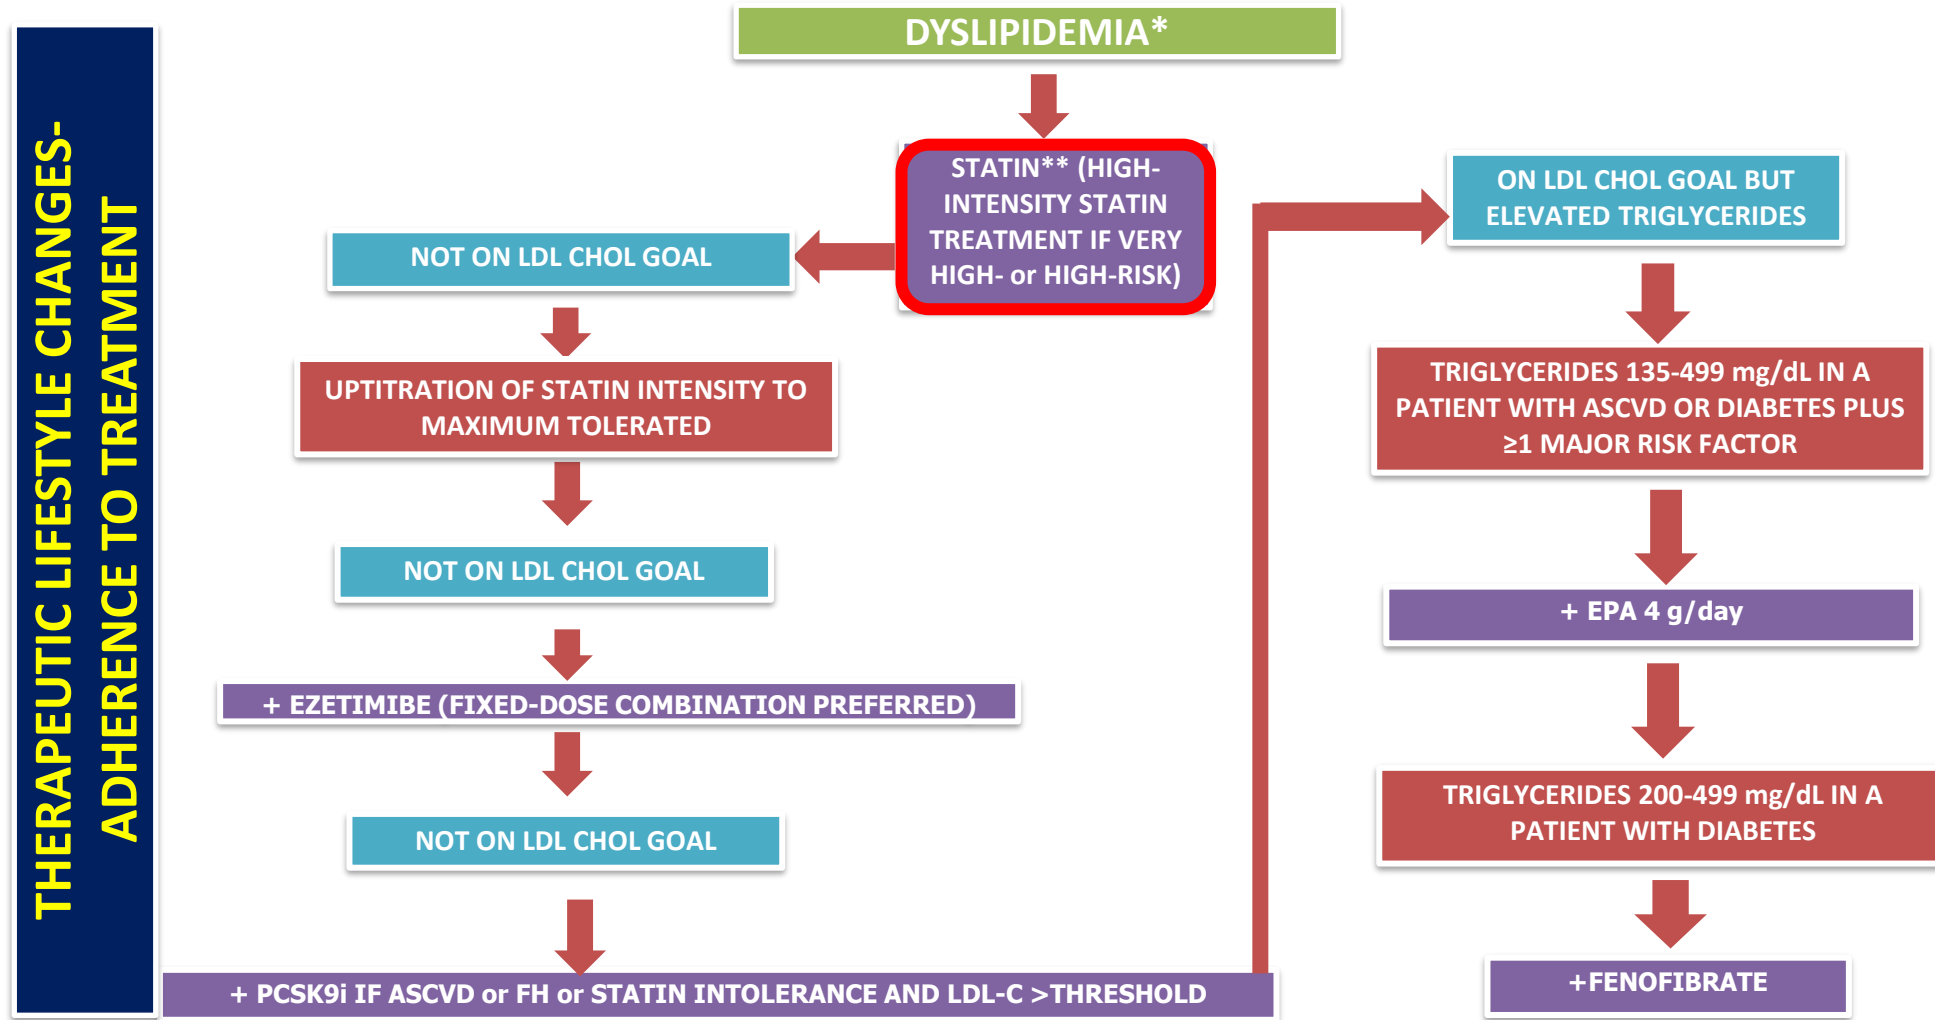 THERAPEUTIC LIFESTYLE CHANGES-
ADHERENCE TO TREATMENT
DYSLIPIDEMIA*
STATIN** (HIGH-
INTENSITY STATIN
TREATMENT IF VERY
HIGH- or HIGH-RISK)
NOT ON LDL CHOL GOAL
UPTITRATION OF STATIN INTENSITY TO
MAXIMUM TOLERATED
NOT ON LDL CHOL GOAL
+ EZETIMIBE (FIXED-DOSE COMBINATION PREFERRED)
NOT ON LDL CHOL GOAL
+ PCSK9i IF ASCVD or FH or STATIN INTOLERANCE AND LDL-C >THRESHOLD
ON LDL CHOL GOAL BUT
ELEVATED TRIGLYCERIDES
TRIGLYCERIDES 135-499 mg/dL IN A
PATIENT WITH ASCVD OR DIABETES PLUS
≥1 MAJOR RISK FACTOR
+ EPA 4 g/day
TRIGLYCERIDES 200-499 mg/dL IN A
PATIENT WITH DIABETES
+FENOFIBRATE